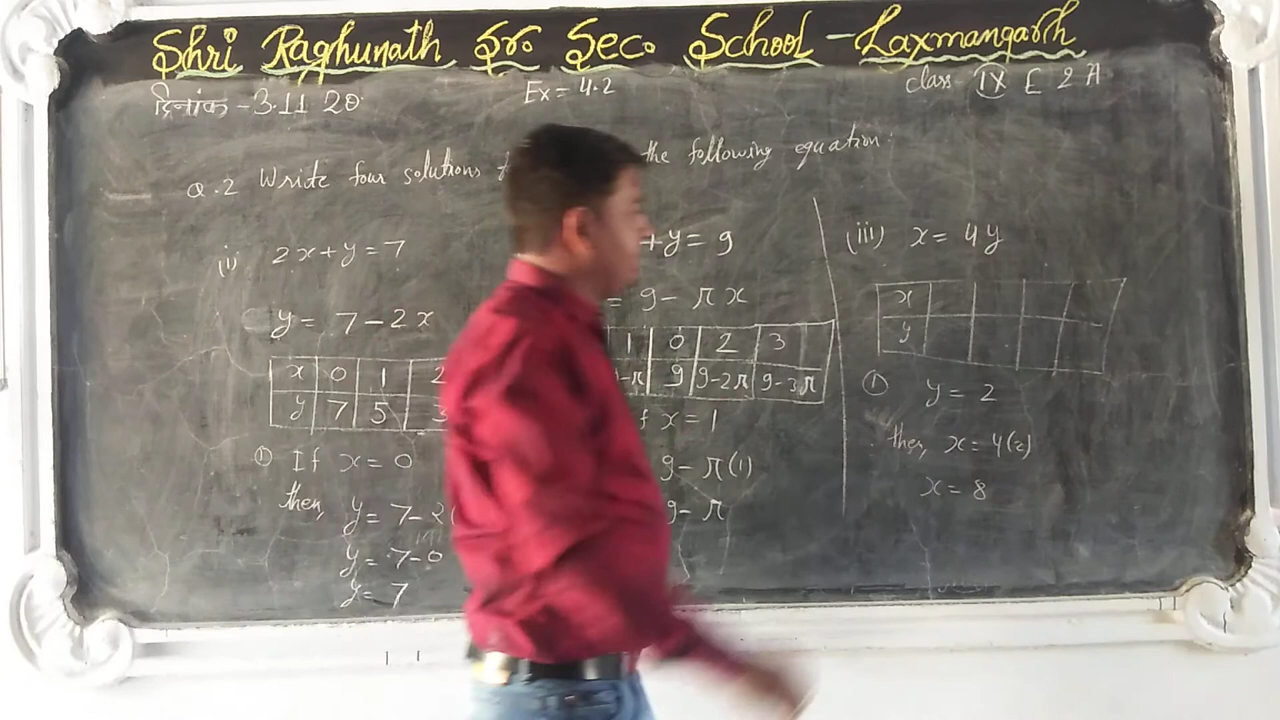 Shri Raghunath Sr. Sec. School - Laxmangarh
दिनांक - 3.11 20
Ex = 4.2
class - IX E 2 A
Q.2 Write four solutions the following equation.
(i) 2x+y=7
y = 7-2x
x 0 1 2
y 7 5 3
① If x = 0
then, y = 7-2(
y = 7-0
y = 7
+y = 9
= 9-πx
1 0 2 3
-π 9 9-2π 9-3π
f x = 1
9-π(1)
9-π
(iii) x = 4y
x
y
① y = 2
then, x = 4(2)
x = 8